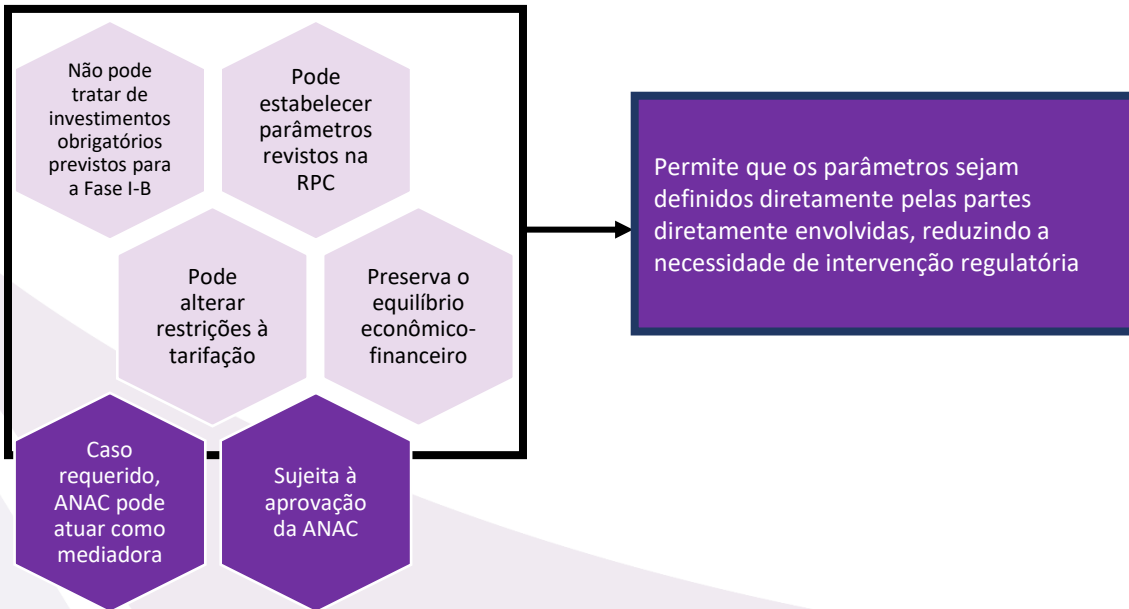 Não pode
tratar de
investimentos
obrigatórios
previstos para
a Fase I-B
Pode
estabelecer
parâmetros
revistos na
RPC
Pode
alterar
restrições à
tarifação
Preserva o
equilíbrio
econômico-
financeiro
Caso
requerido,
ANAC pode
atuar como
mediadora
Sujeita à
aprovação
da ANAC
Permite que os parâmetros sejam
definidos diretamente pelas partes
diretamente envolvidas, reduzindo a
necessidade de intervenção regulatória